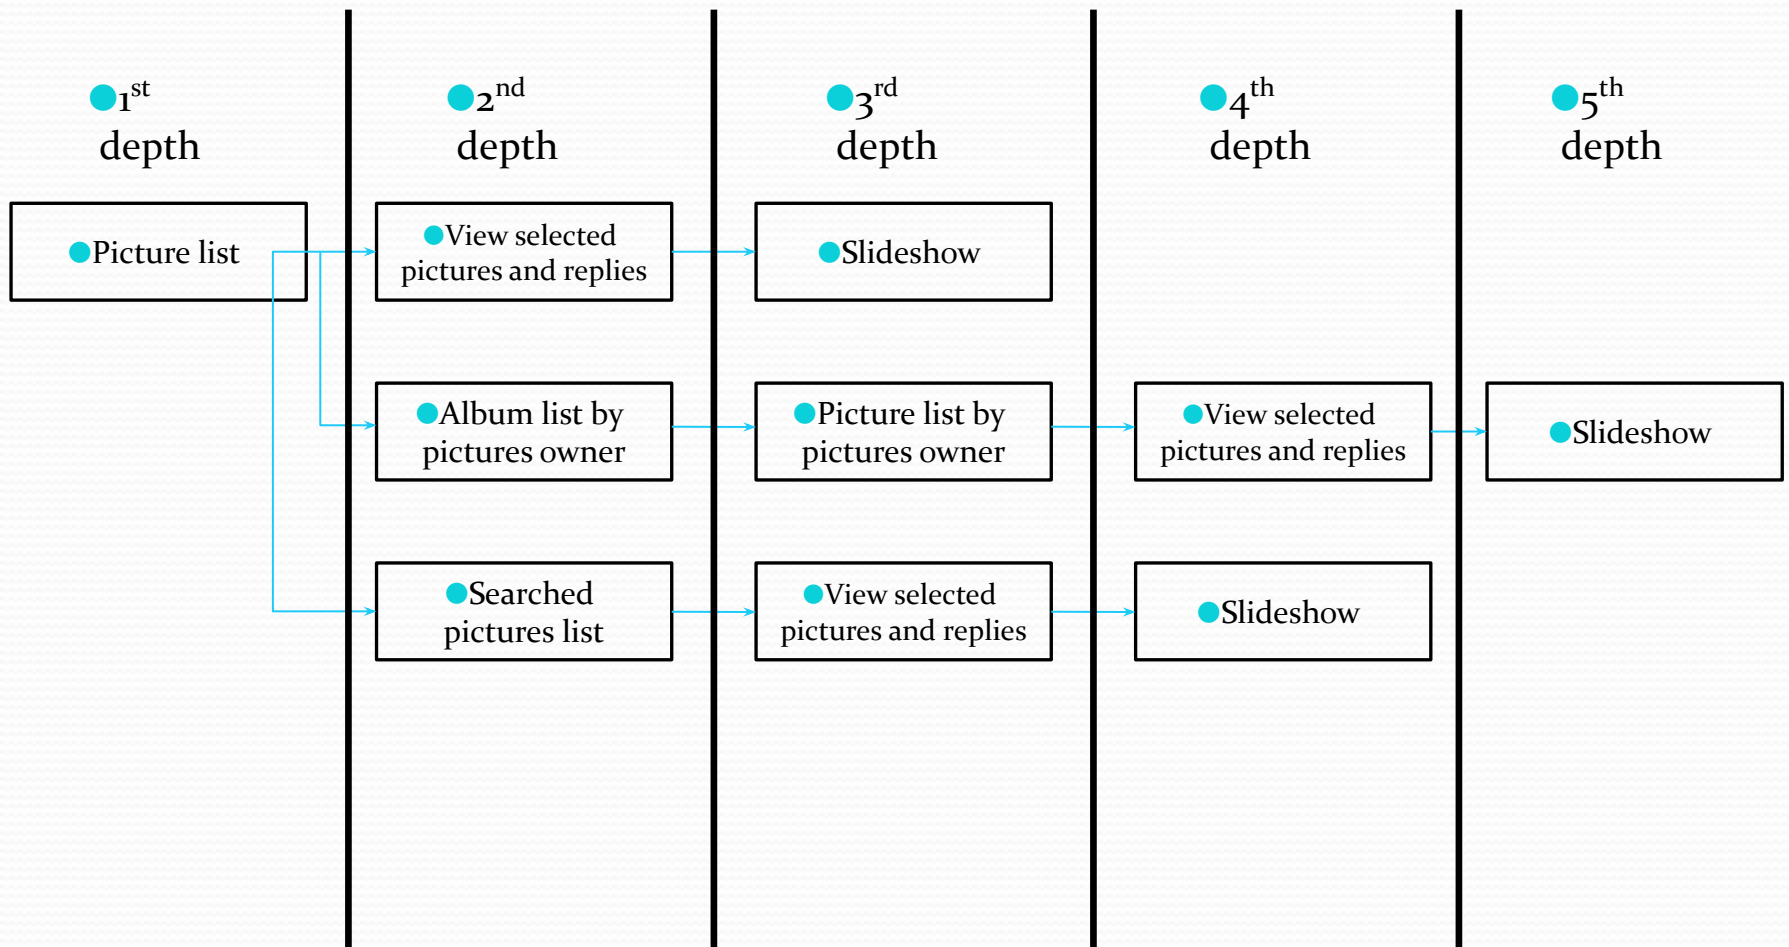 ●1st
depth
●2nd
depth
●3rd
depth
●4th
depth
●5th
depth
●Picture list
●View selected
pictures and replies
●Slideshow
●Album list by
pictures owner
●Picture list by
pictures owner
●View selected
pictures and replies
●Slideshow
●Searched
pictures list
●View selected
pictures and replies
●Slideshow